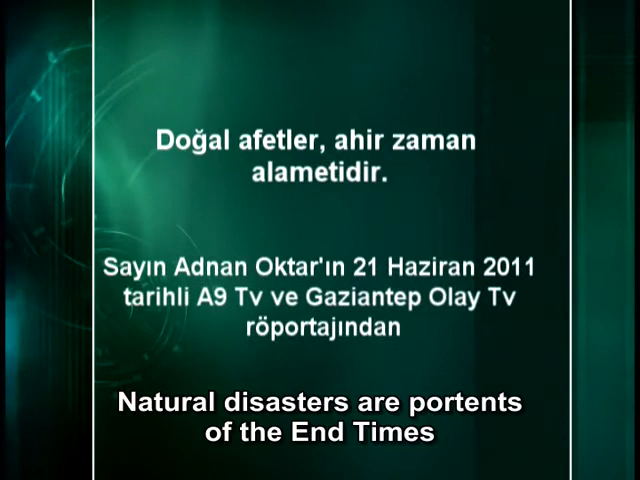 Doğal afetler, ahir zaman
alametidir.
Sayın Adnan Oktar'ın 21 Haziran 2011
tarihli A9 Tv ve Gaziantep Olay Tv
röportajından
Natural disasters are portents
of the End Times